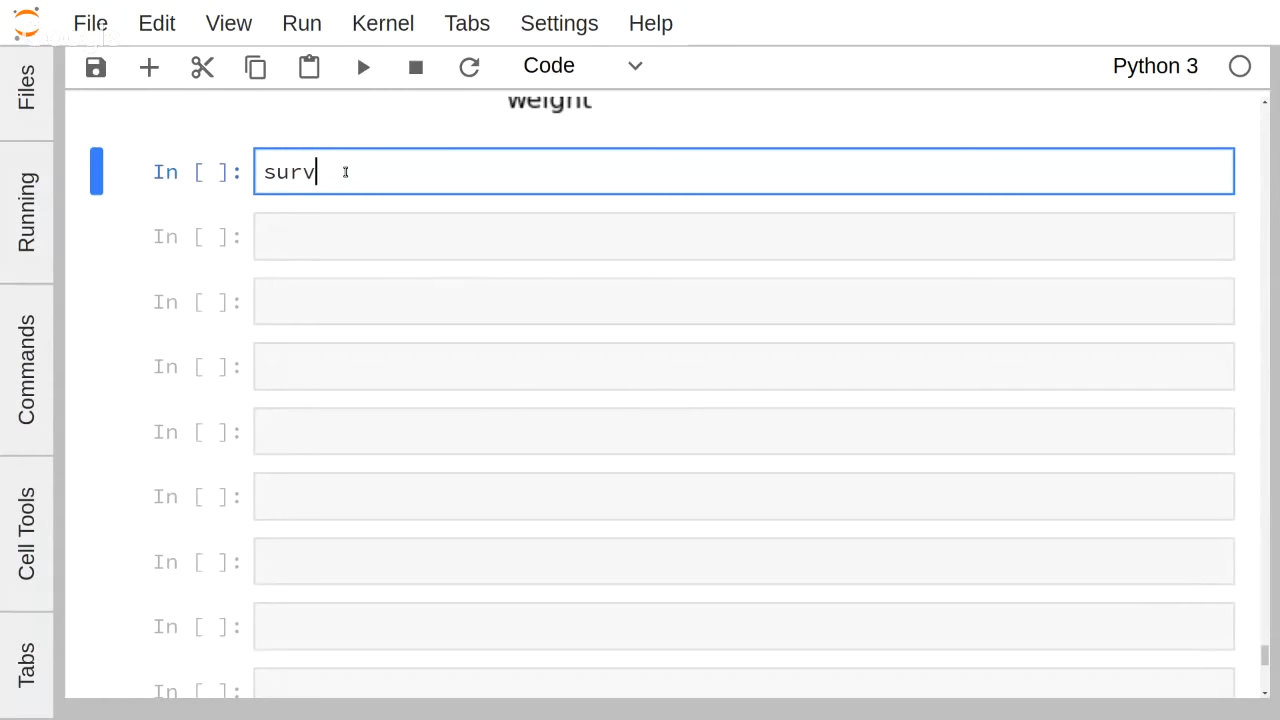 File Edit View Run Kernel Tabs Settings Help
Code
Python 3
Files
Running
Commands
Cell Tools
Tabs
weight
In [ ]: surv
In [ ]:
In [ ]:
In [ ]:
In [ ]:
In [ ]:
In [ ]:
In [ ]:
In [ ]: